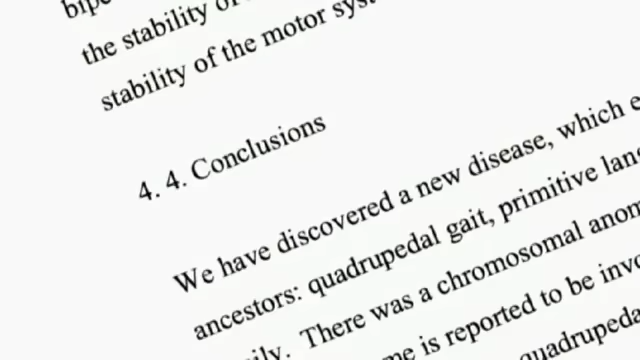 the stability of
stability of the motor
4. 4. Conclusions
We have discovered a new disease, which
ancestors: quadrupedal gait, primitive
There was a chromosomal
is reported to be